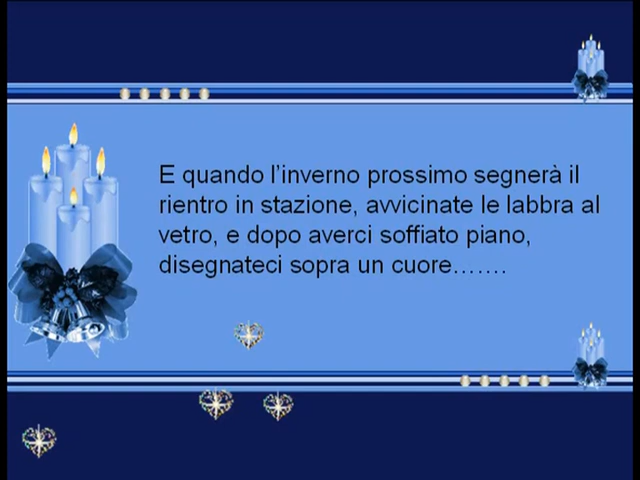 E quando l’inverno prossimo segnerà il
rientro in stazione, avvicinate le labbra al
vetro, e dopo averci soffiato piano,
disegnateci sopra un cuore…….